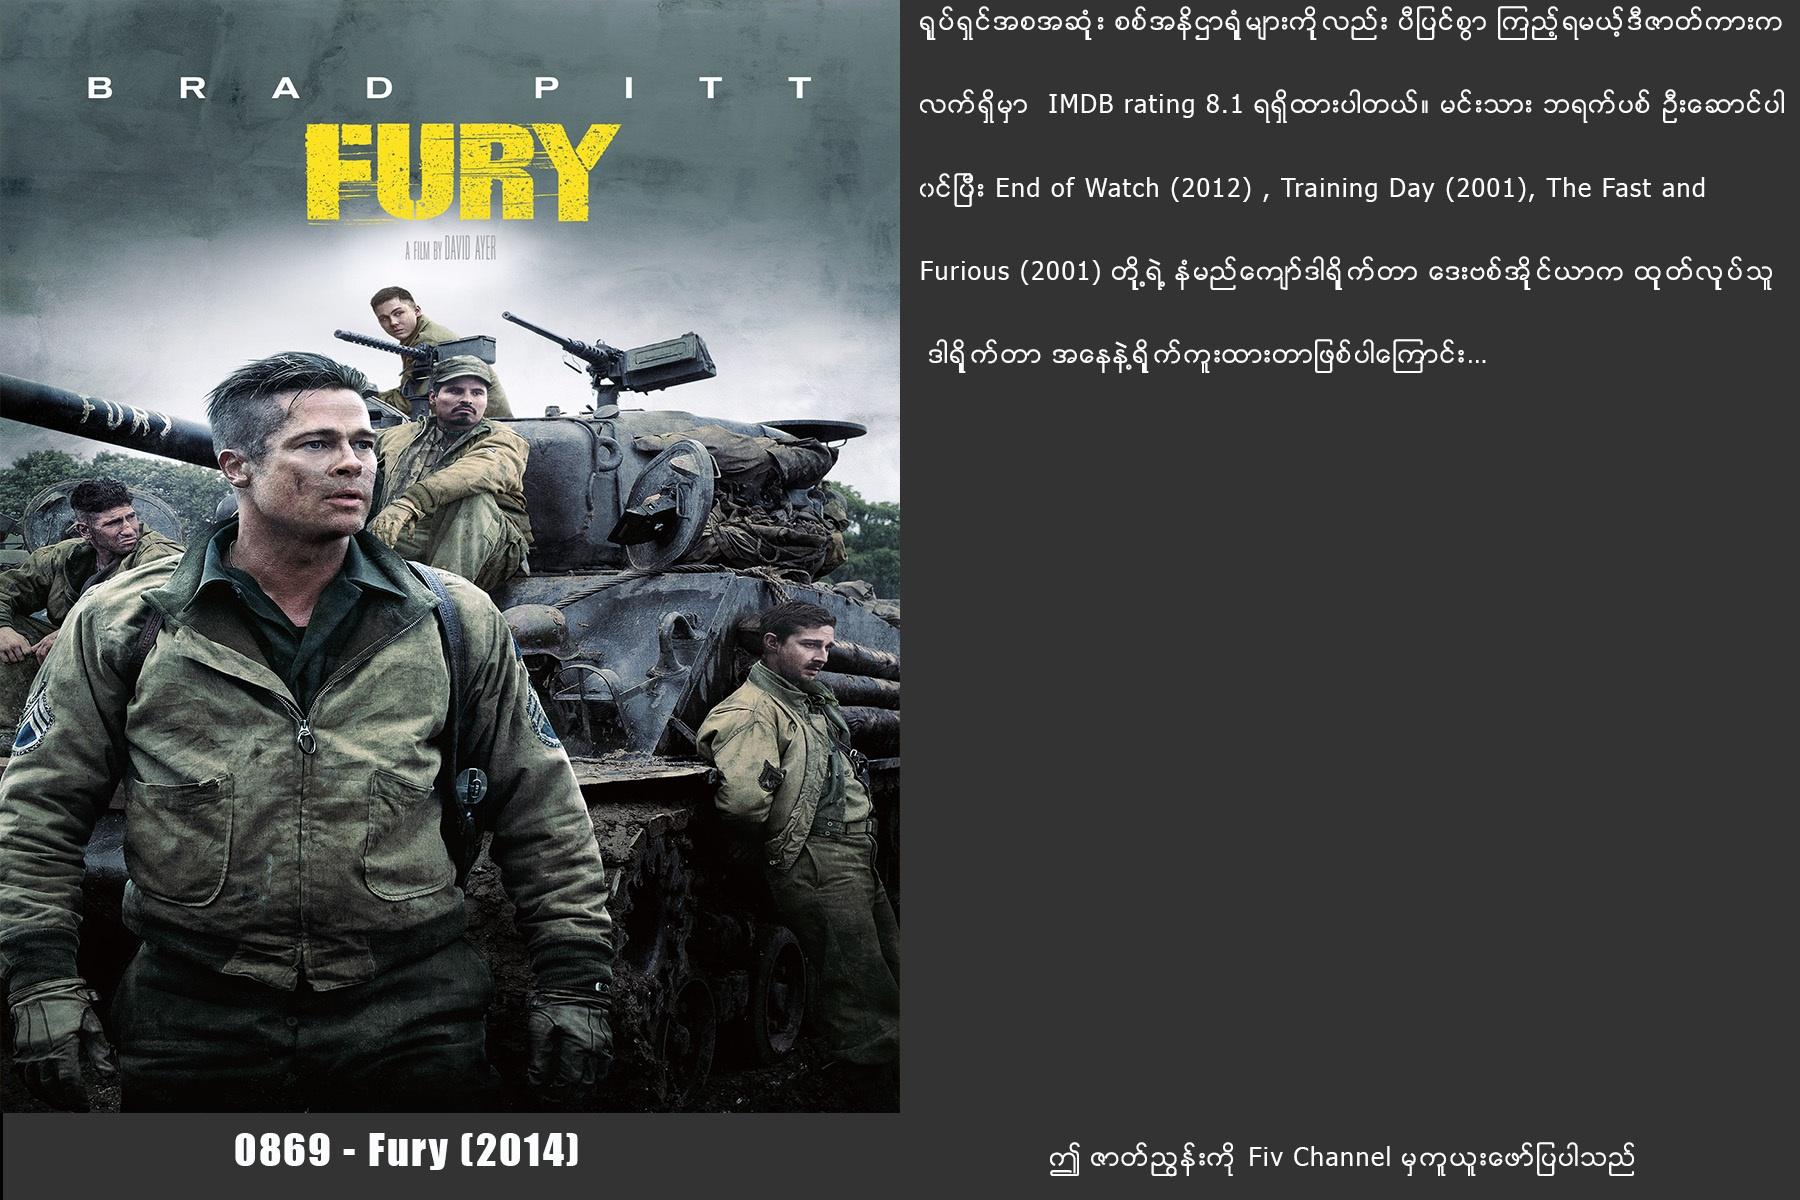 BRAD PITT
FURY
A FILM BY DAVID AYER
FURY
0869 - Fury (2014)
ရုပ်ရှင်အစအဆုံး စစ်အနိဌာရုံများကိုလည်း ပီပြင်စွာ ကြည့်ရမယ့်ဒီဇာတ်ကားက
လက်ရှိမှာ IMDB rating 8.1 ရရှိထားပါတယ်။ မင်းသား ဘရက်ပစ် ဦးဆောင်ပါ
ဝင်ပြီး End of Watch (2012) , Training Day (2001), The Fast and
Furious (2001) တို့ရဲ့ နံမည်ကျော်ဒါရိုက်တာ ဒေးဗစ်အိုင်ယာက ထုတ်လုပ်သူ
ဒါရိုက်တာ အနေနဲ့ရိုက်ကူးထားတာဖြစ်ပါကြောင်း...
ဤ ဇာတ်ညွှန်းကို Fiv Channel မှကူယူးဖော်ပြပါသည်